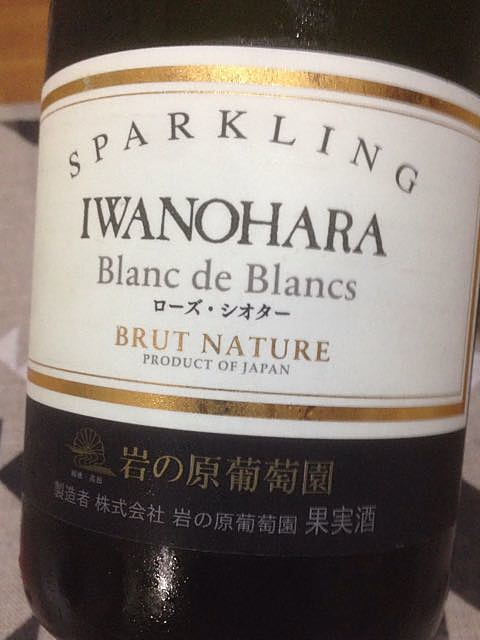 SPARKLING
IWANOHARA
Blanc de Blancs
ローズ・シオター
BRUT NATURE
PRODUCT OF JAPAN
岩の原葡萄園
製造者 株式会社 岩の原葡萄園 果実酒